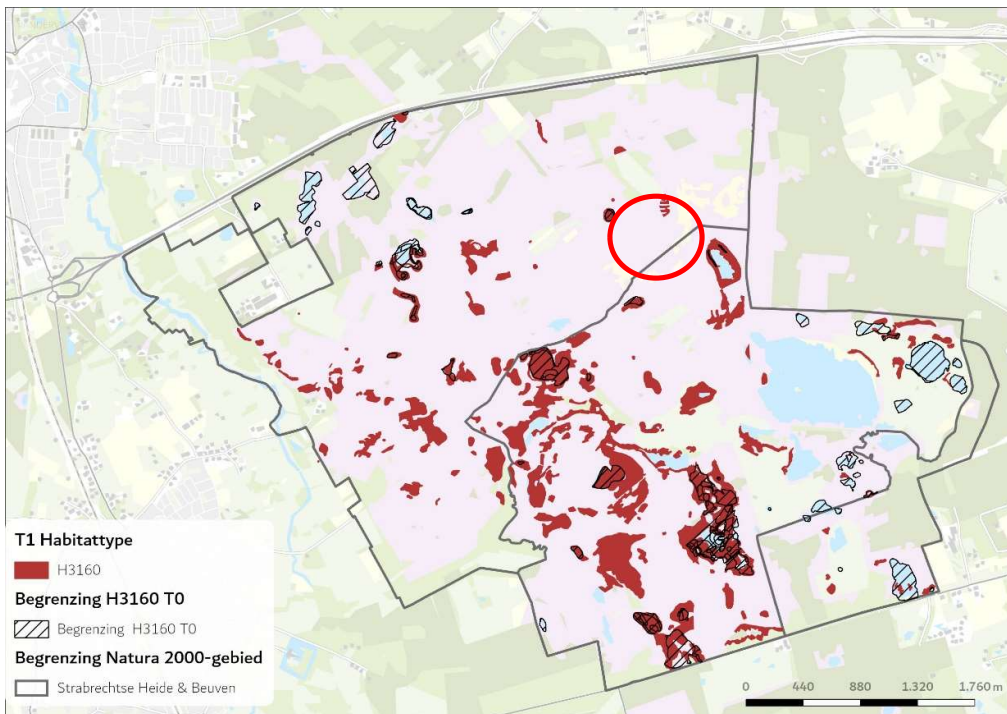 T1 Habitattype
H3160
Begrenzing H3160 T0
Begrenzing H3160 T0
Begrenzing Natura 2000-gebied
Strabrechtse Heide & Beuven
0 440 880 1.320 1.760 m